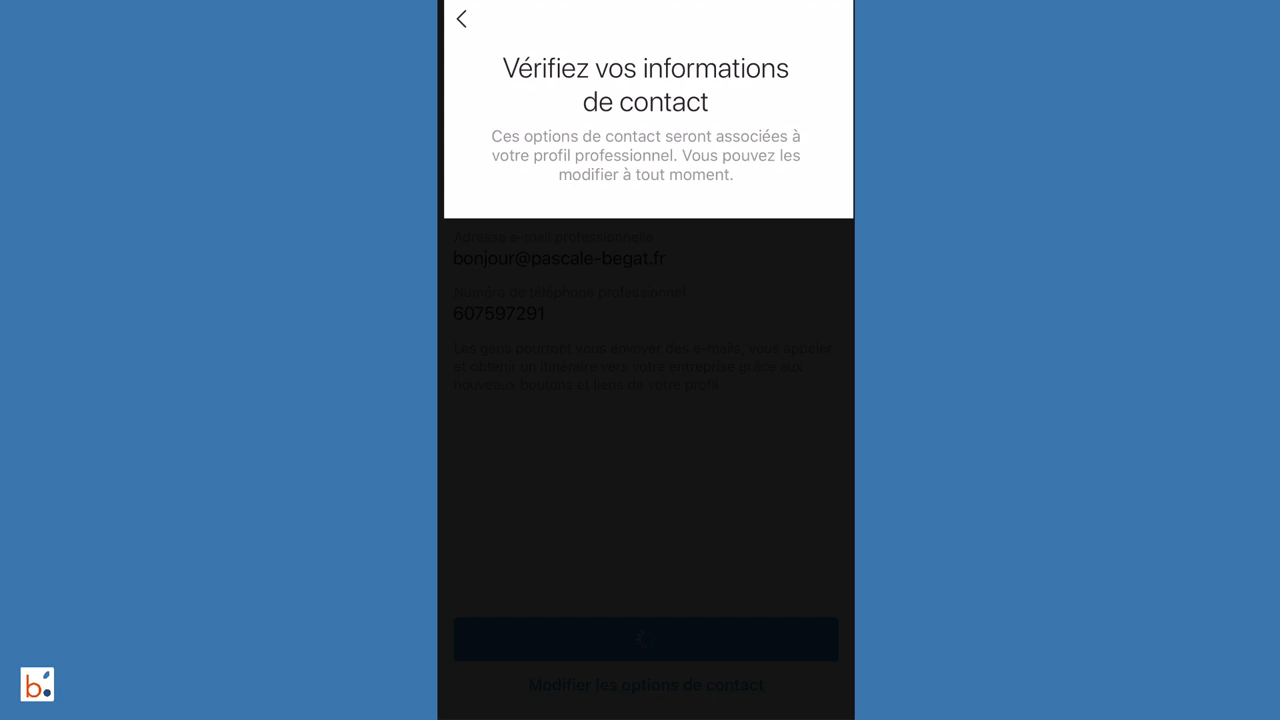 Vérifiez vos informations
de contact
Ces options de contact seront associées à
votre profil professionnel. Vous pouvez les
modifier à tout moment.
Adresse e-mail professionnelle
bonjour@pascale-begat.fr
Numéro de téléphone professionnel
607597291
Les gens pourront vous envoyer des e-mails, vous appeler
et obtenir un itinéraire vers votre entreprise grâce aux
nouveaux boutons et liens de votre profil
Modifier les options de contact
b.